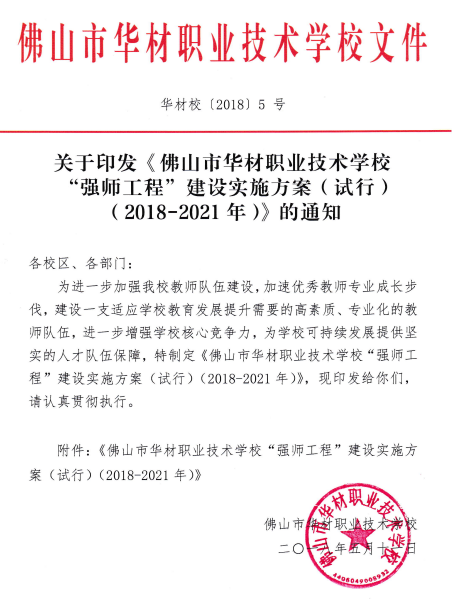 佛山市华材职业技术学校文件
华材校〔2018〕5 号
关于印发《佛山市华材职业技术学校
“强师工程”建设实施方案（试行）
（2018-2021 年）》的通知
各校区、各部门：
为进一步加强我校教师队伍建设，加速优秀教师专业成长步
伐，建设一支适应学校教育发展提升需要的高素质、专业化的教
师队伍，进一步增强学校核心竞争力，为学校可持续发展提供坚
实的人才队伍保障，特制定《佛山市华材职业技术学校“强师工
程”建设实施方案（试行）（2018-2021 年）》，现印发给你们，
请认真贯彻执行。
附件：《佛山市华材职业技术学校“强师工程”建设实施方
案（试行）（2018-2021 年）》
佛山市华材职业技术学校
二〇一 年五月十 日
佛山市华材职业技术学校